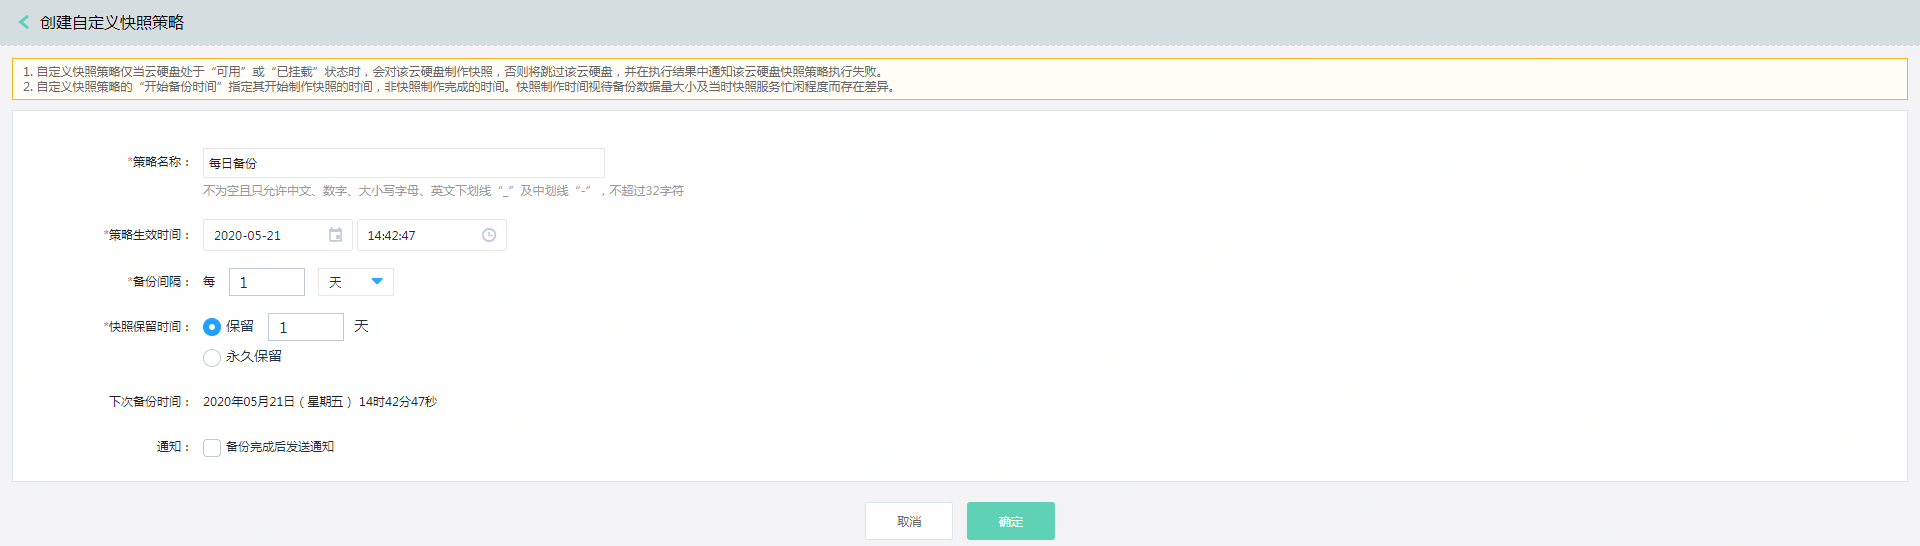 创建自定义快照策略
1. 自定义快照策略仅当云硬盘处于“可用”或“已挂载”状态时，会对该云硬盘制作快照，否则将跳过该云硬盘，并在执行结果中通知该云硬盘快照策略执行失败。
2. 自定义快照策略的“开始备份时间”指定其开始制作快照的时间，非快照制作完成的时间。快照制作时间视待备份数据量大小及当时快照服务忙闲程度而存在差异。
*策略名称： 每日备份
不为空且只允许中文、数字、大小写字母、英文下划线“_”及中划线“-”，不超过32字符
*策略生效时间： 2020-05-21 14:42:47
*备份间隔： 每 1 天
*快照保留时间： 保留 1 天
永久保留
下次备份时间： 2020年05月21日（星期五） 14时42分47秒
通知： 备份完成后发送通知
取消 确定